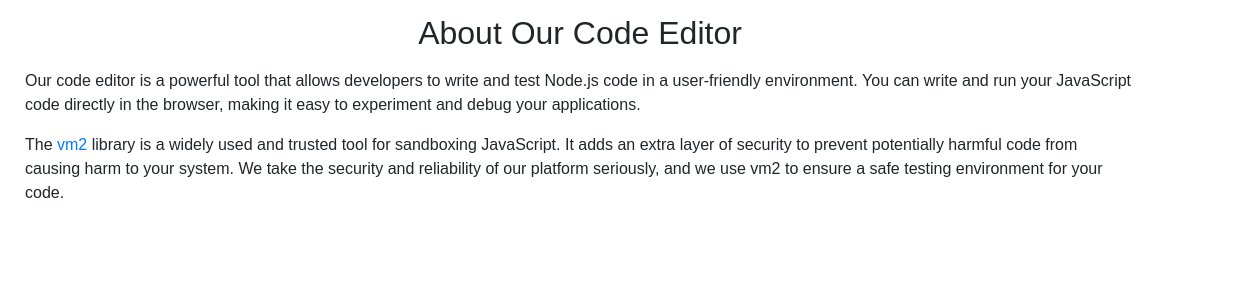 About Our Code Editor
Our code editor is a powerful tool that allows developers to write and test Node.js code in a user-friendly environment. You can write and run your JavaScript
code directly in the browser, making it easy to experiment and debug your applications.
The vm2 library is a widely used and trusted tool for sandboxing JavaScript. It adds an extra layer of security to prevent potentially harmful code from
causing harm to your system. We take the security and reliability of our platform seriously, and we use vm2 to ensure a safe testing environment for your
code.